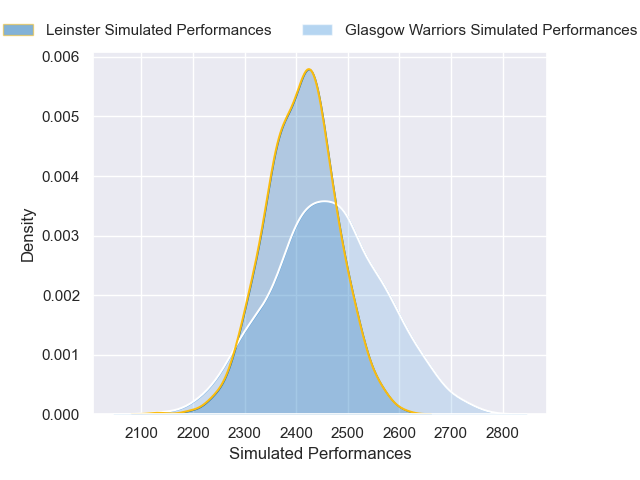 Leinster Simulated Performances Glasgow Warriors Simulated Performances
0.006
0.005
0.004
0.003
0.002
0.001
0.000
Density
2100 2200 2300 2400 2500 2600 2700 2800
Simulated Performances